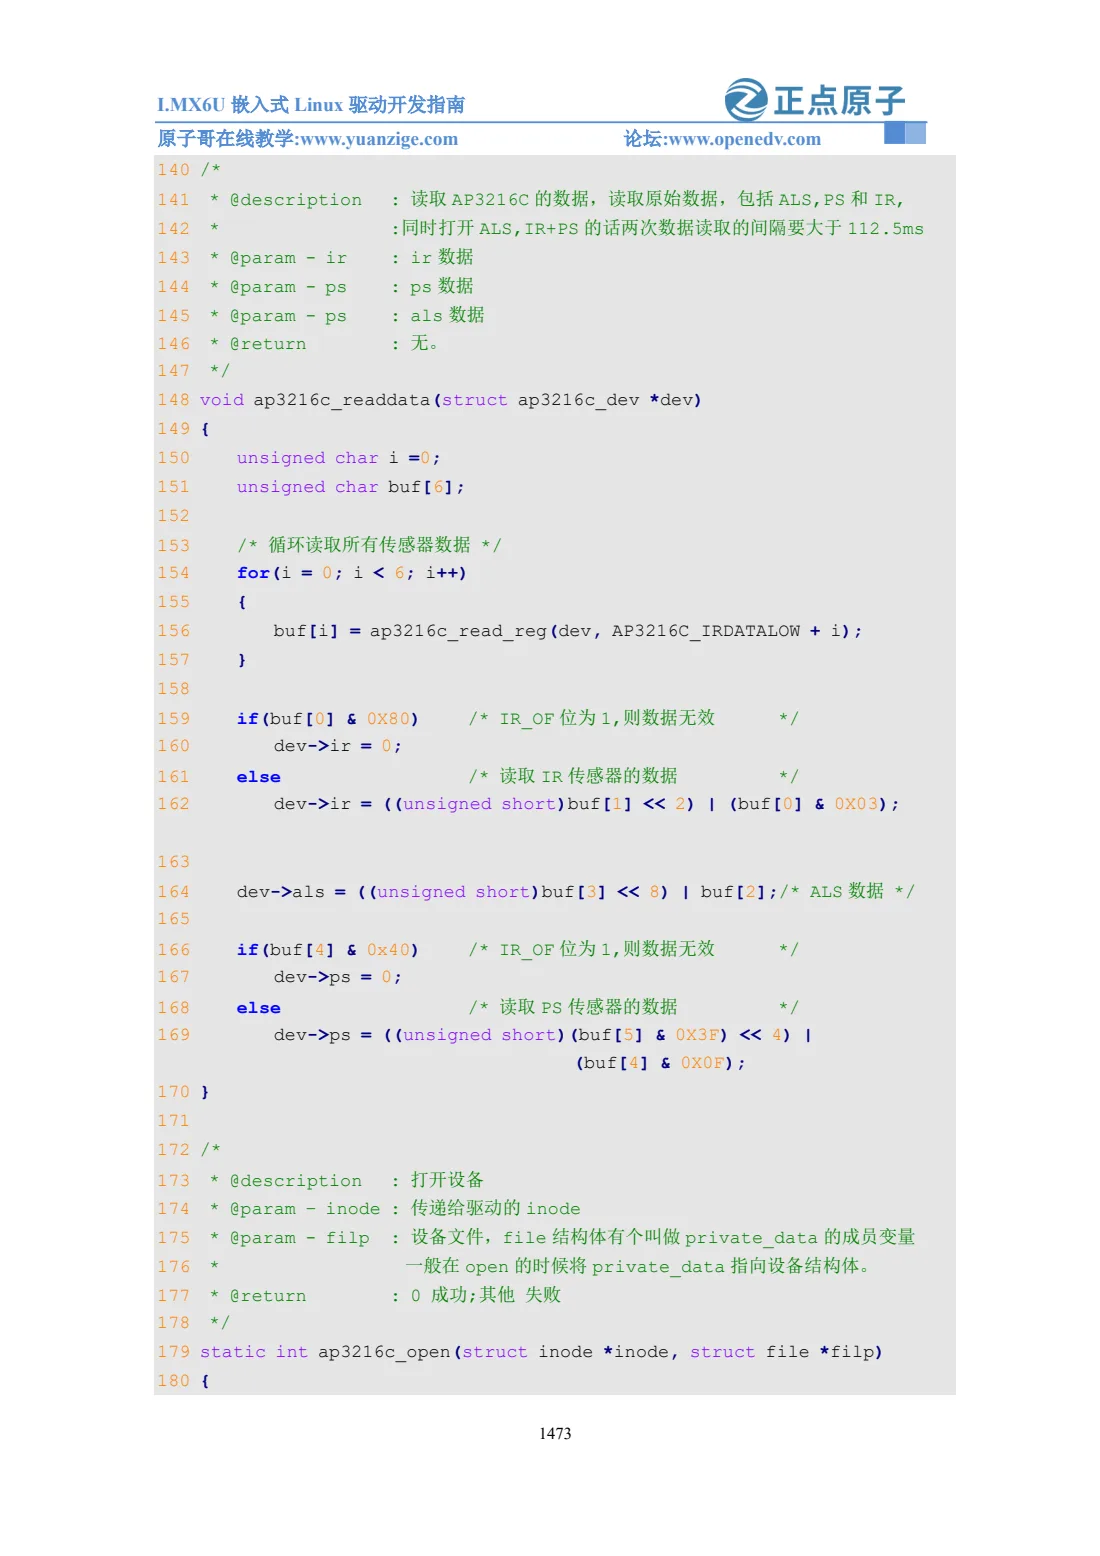 I.MX6U 嵌入式 Linux 驱动开发指南
正点原子
原子哥在线教学:www.yuanzige.com 论坛:www.openedv.com
140 /*
141 * @description : 读取 AP3216C 的数据，读取原始数据，包括 ALS,PS 和 IR,
142 * :同时打开 ALS,IR+PS 的话两次数据读取的间隔要大于 112.5ms
143 * @param - ir : ir 数据
144 * @param - ps : ps 数据
145 * @param - ps : als 数据
146 * @return : 无。
147 */
148 void ap3216c_readdata(struct ap3216c_dev *dev)
149 {
150 unsigned char i =0;
151 unsigned char buf[6];
152
153 /* 循环读取所有传感器数据 */
154 for(i = 0; i < 6; i++)
155 {
156 buf[i] = ap3216c_read_reg(dev, AP3216C_IRDATALOW + i);
157 }
158
159 if(buf[0] & 0X80) /* IR_OF 位为 1,则数据无效 */
160 dev->ir = 0;
161 else /* 读取 IR 传感器的数据 */
162 dev->ir = ((unsigned short)buf[1] << 2) | (buf[0] & 0X03);
163
164 dev->als = ((unsigned short)buf[3] << 8) | buf[2];/* ALS 数据 */
165
166 if(buf[4] & 0x40) /* IR_OF 位为 1,则数据无效 */
167 dev->ps = 0;
168 else /* 读取 PS 传感器的数据 */
169 dev->ps = ((unsigned short)(buf[5] & 0X3F) << 4) |
(buf[4] & 0X0F);
170 }
171
172 /*
173 * @description : 打开设备
174 * @param – inode : 传递给驱动的 inode
175 * @param - filp : 设备文件，file 结构体有个叫做 private_data 的成员变量
176 * 一般在 open 的时候将 private_data 指向设备结构体。
177 * @return : 0 成功;其他 失败
178 */
179 static int ap3216c_open(struct inode *inode, struct file *filp)
180 {
1473